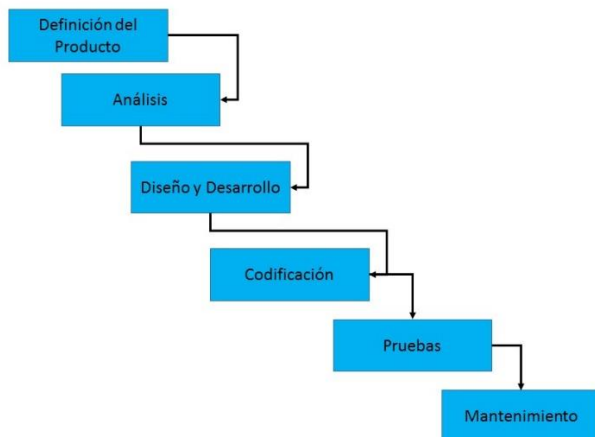 Definición del
Producto
Análisis
Diseño y Desarrollo
Codificación
Pruebas
Mantenimiento